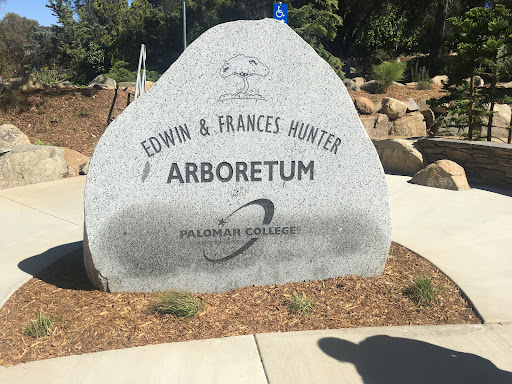 EDWIN & FRANCES HUNTER
ARBORETUM
PALOMAR COLLEGE